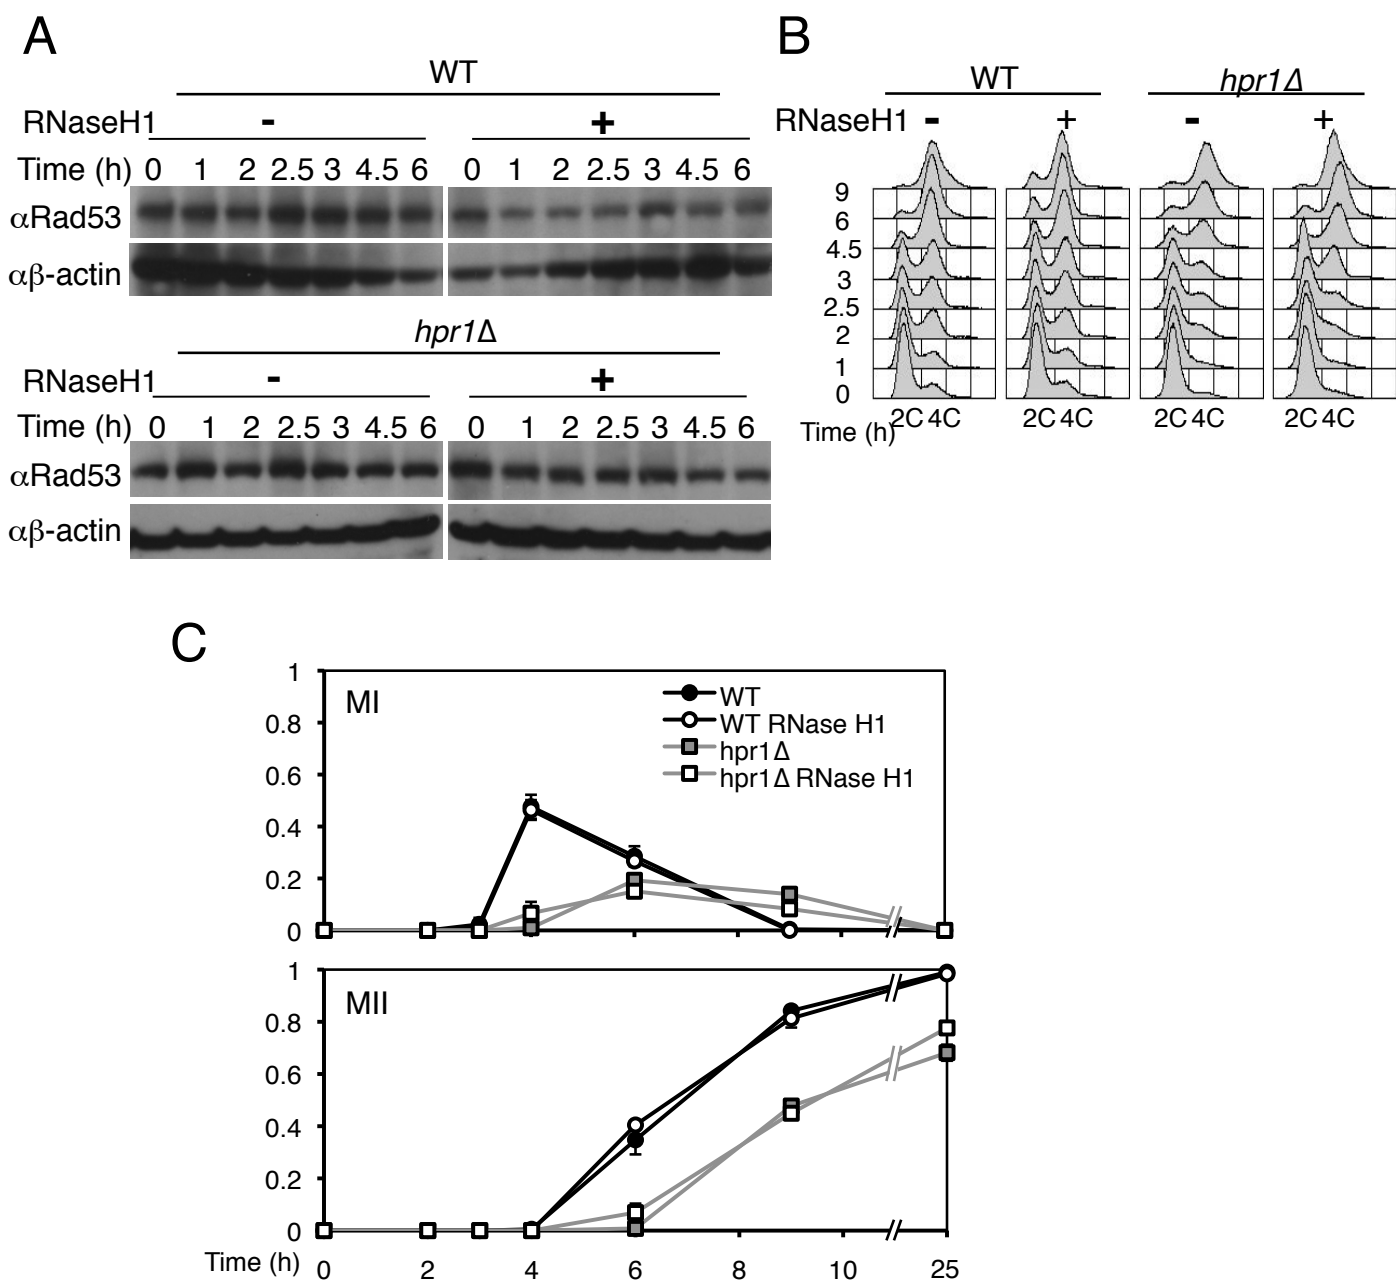 A
WT
RNaseH1 - +
Time (h) 0 1 2 2.5 3 4.5 6 0 1 2 2.5 3 4.5 6
αRad53
αβ-actin
hpr1Δ
RNaseH1 - +
Time (h) 0 1 2 2.5 3 4.5 6 0 1 2 2.5 3 4.5 6
αRad53
αβ-actin
B
WT hpr1Δ
RNaseH1 - + - +
9
6
4.5
3
2.5
2
1
0
2C 4C 2C 4C 2C 4C 2C 4C
Time (h)
C
MI
WT
WT RNase H1
hpr1Δ
hpr1Δ RNase H1
1
0.8
0.6
0.4
0.2
0
MII
1
0.8
0.6
0.4
0.2
0
Time (h) 0 2 4 6 8 10 25